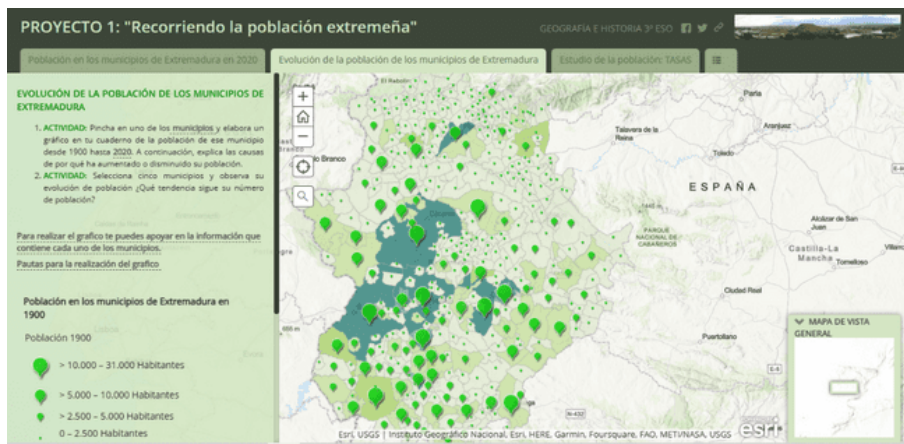 PROYECTO 1: "Recorriendo la población extremeña"
GEOGRAFIA E HISTORIA 3º ESO
Población en los municipios de Extremadura en 2020
Evolución de la población de los municipios de Extremadura
Estudio de la población: TASAS
EVOLUCIÓN DE LA POBLACIÓN DE LOS MUNICIPIOS DE
EXTREMADURA
1. ACTIVIDAD: Pincha en uno de los municipios y elabora un
gráfico en tu cuaderno de la población de ese municipio
desde 1900 hasta 2020. A continuación, explica las causas
de por qué ha aumentado o disminuido su población.
2. ACTIVIDAD: Selecciona cinco municipios y observa su
evolución de población ¿Qué tendencia sigue su número
de población?
Para realizar el grafico te puedes apoyar en la información que
contiene cada uno de los municipios.
Pautas para la realización del grafico
Población en los municipios de Extremadura en
1900
Población 1900
> 10.000 – 31.000 Habitantes
> 5.000 – 10.000 Habitantes
> 2.500 – 5.000 Habitantes
0 – 2.500 Habitantes
Parla
Aranjuez
Talavera de la
Reina
Toledo
ESPAÑA
PARQUE
NACIONAL DE
CABAÑEROS
Alcázar de San
Juan
Castilla-La
Mancha
Tomelloso
Ciudad Real
Puertollano
N-432
MAPA DE VISTA
GENERAL
Esri, USGS | Instituto Geográfico Nacional, Esri, HERE, Garmin, Foursquare, FAO, METI/NASA, USGS
esri